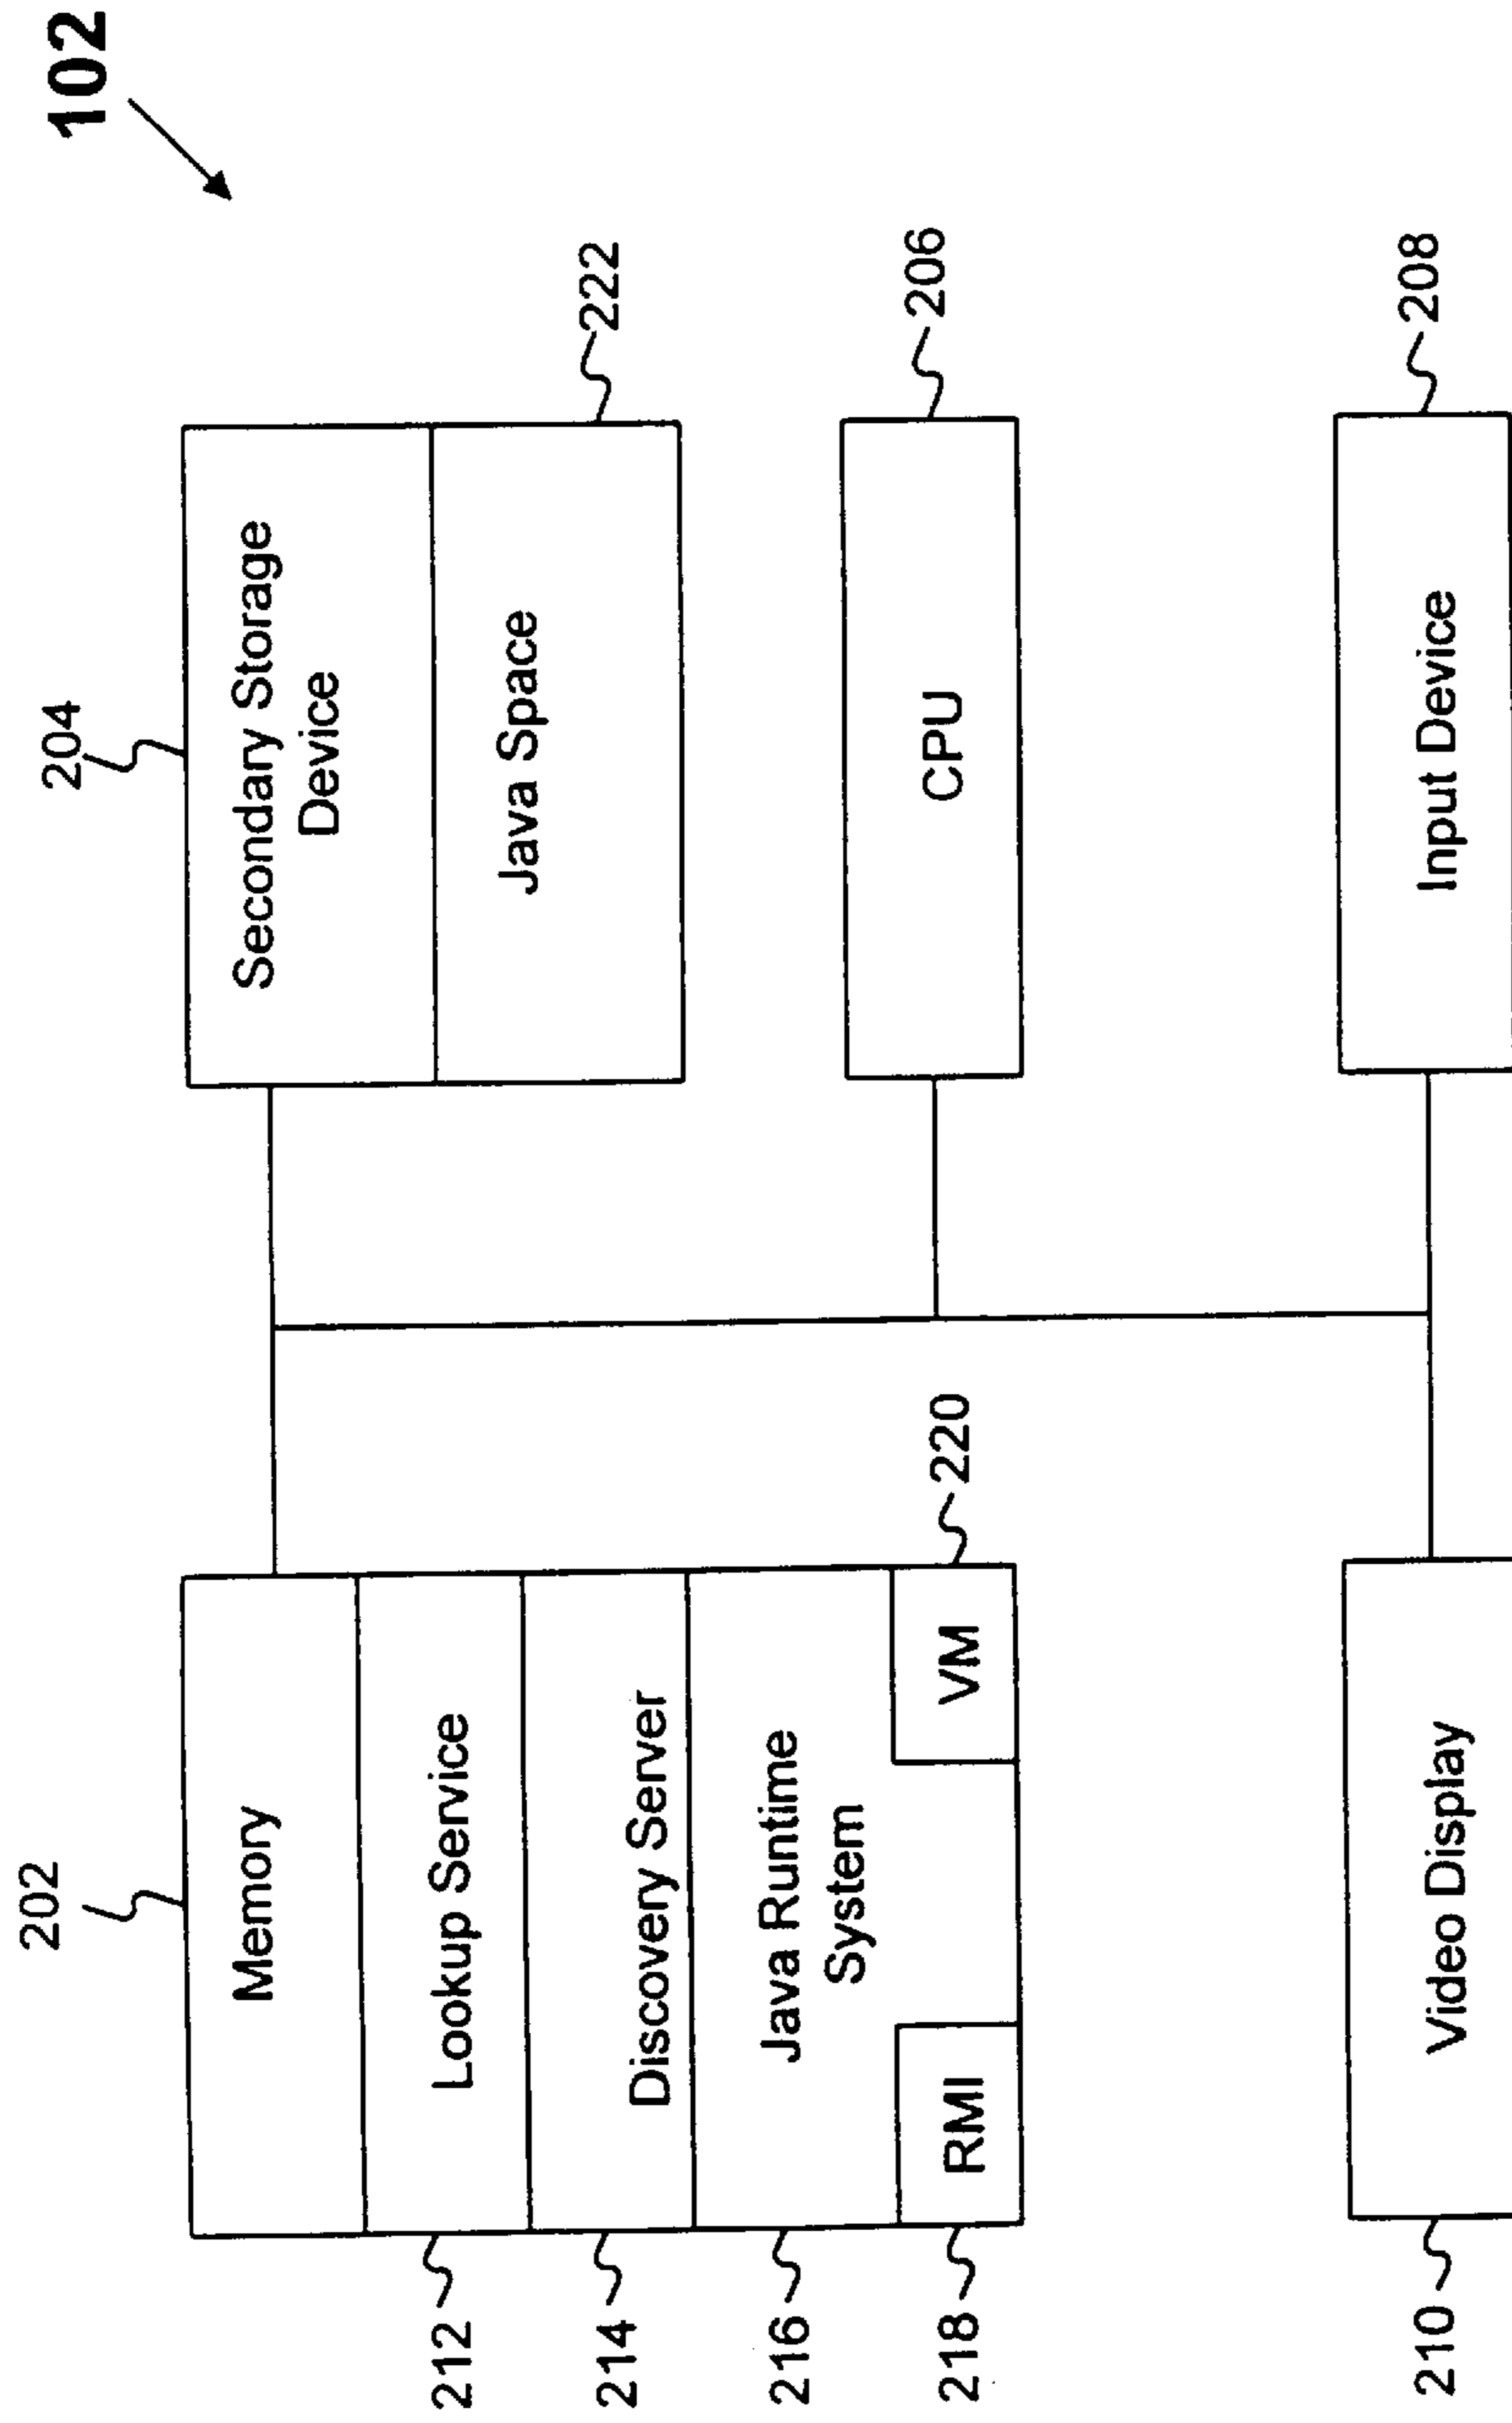 102
202
204
Memory
Secondary Storage
Device
212
Lookup Service
Java Space
222
214
Discovery Server
216
Java Runtime
System
218
RMI
VM
220
CPU
206
210
Video Display
Input Device
208